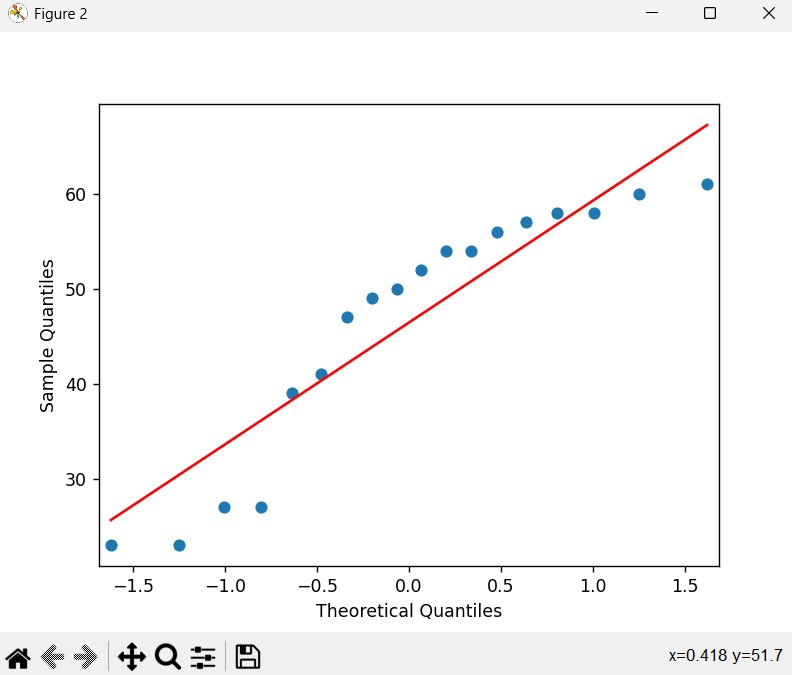 Figure 2
60
50
40
30
Sample Quantiles
−1.5 −1.0 −0.5 0.0 0.5 1.0 1.5
Theoretical Quantiles
x=0.418 y=51.7